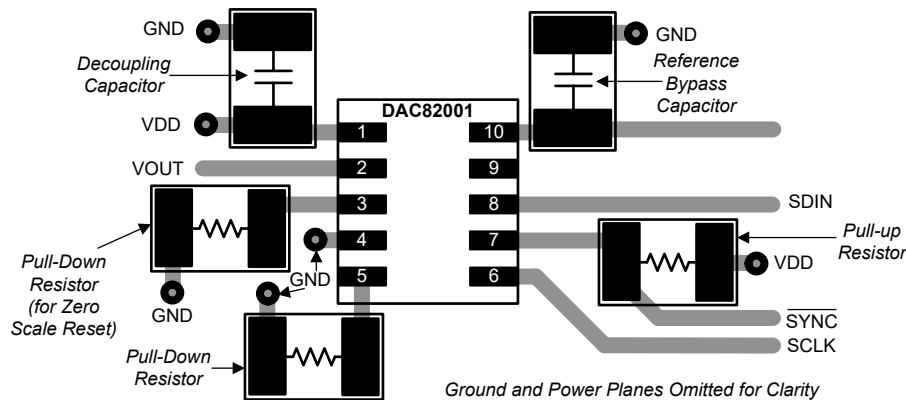 GND
Decoupling
Capacitor
VDD
VOUT
DAC82001
1
2
3
4
5
10
9
8
7
6
GND
Reference
Bypass
Capacitor
SDIN
Pull-up
Resistor
VDD
SYNC
SCLK
Pull-Down
Resistor
(for Zero
Scale Reset)
GND
GND
Pull-Down
Resistor
Ground and Power Planes Omitted for Clarity